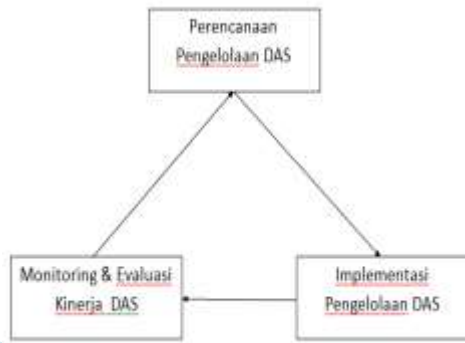 Perencanaan
Pengelolaan DAS
Monitoring & Evaluasi
Kinerja DAS
Implementasi
Pengelolaan DAS